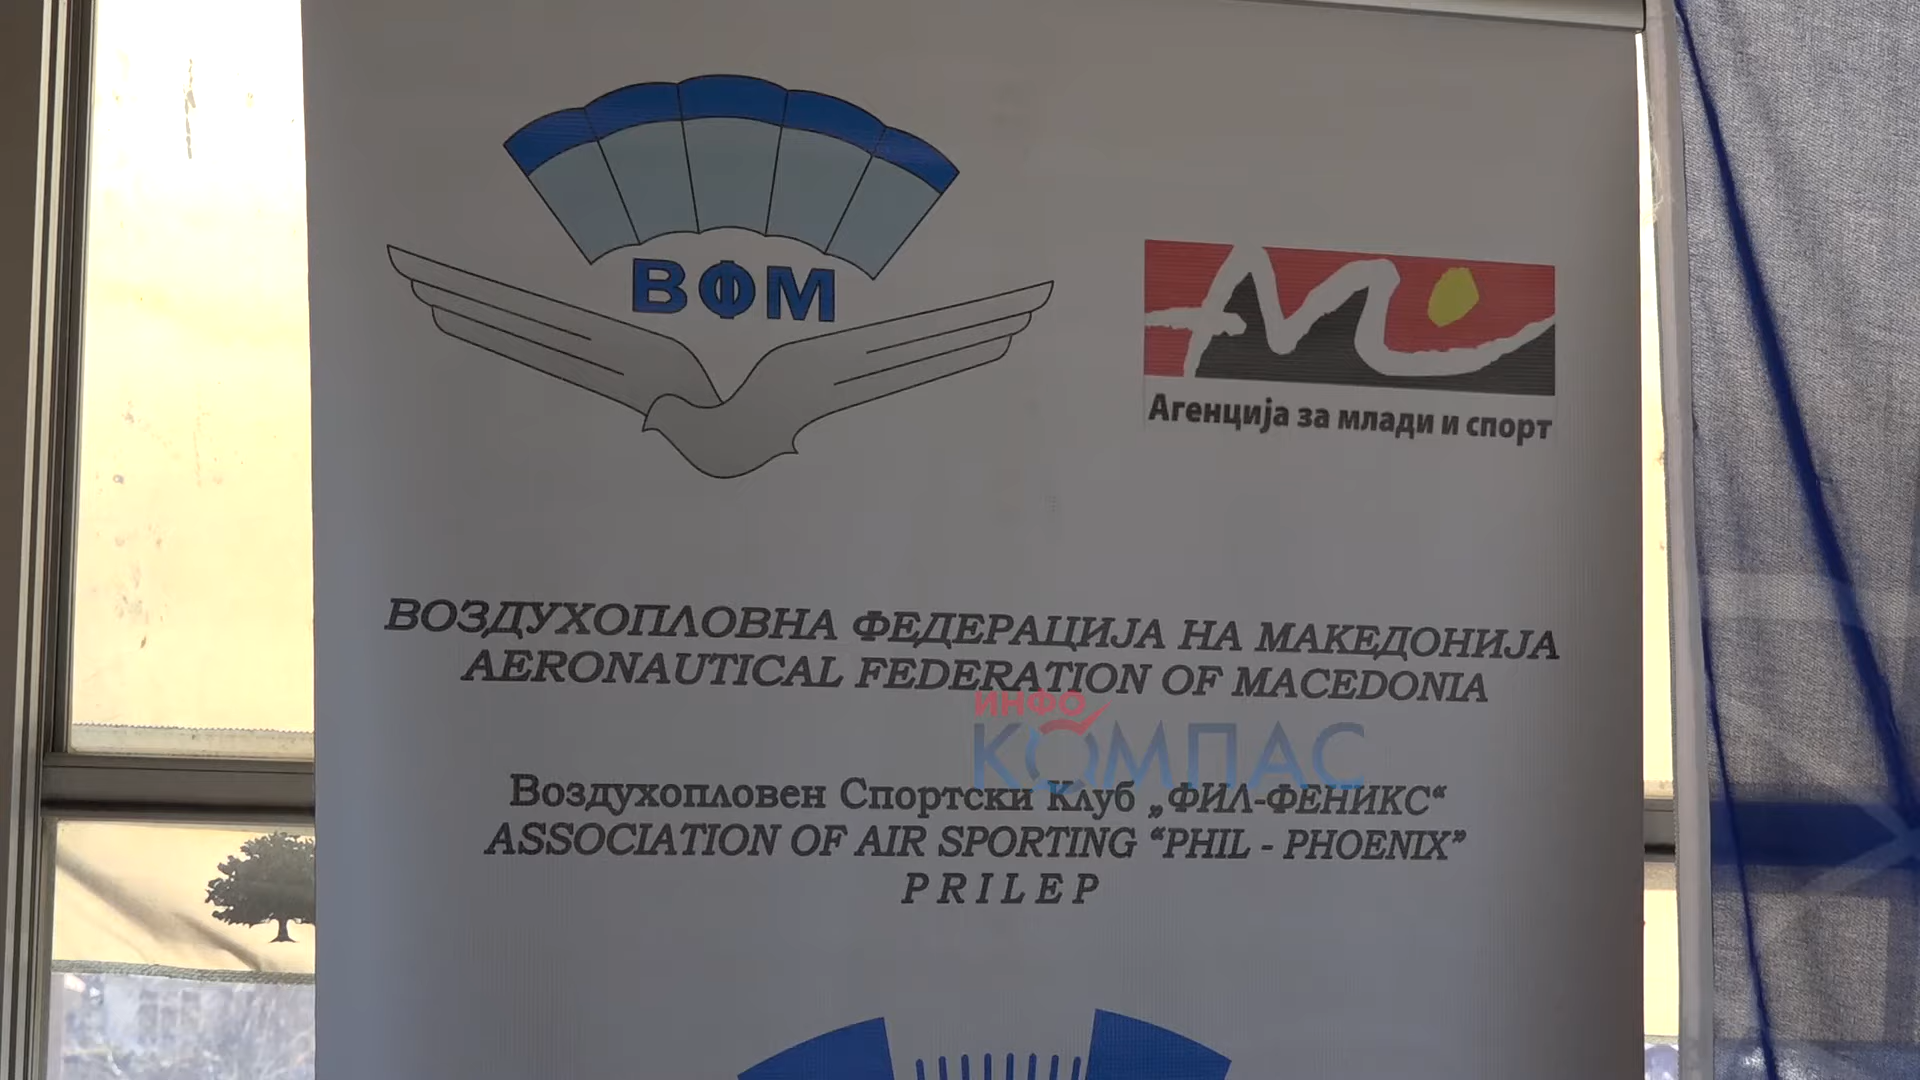 ВФМ
Агенција за млади и спорт
ВОЗДУХОПЛОВНА ФЕДЕРАЦИЈА НА МАКЕДОНИЈА
AERONAUTICAL FEDERATION OF MACEDONIA
ИНФО
КОМПАС
Воздухопловен Спортски Клуб „ФИЛ-ФЕНИКС“
ASSOCIATION OF AIR SPORTING “PHIL - PHOENIX”
PRILEP